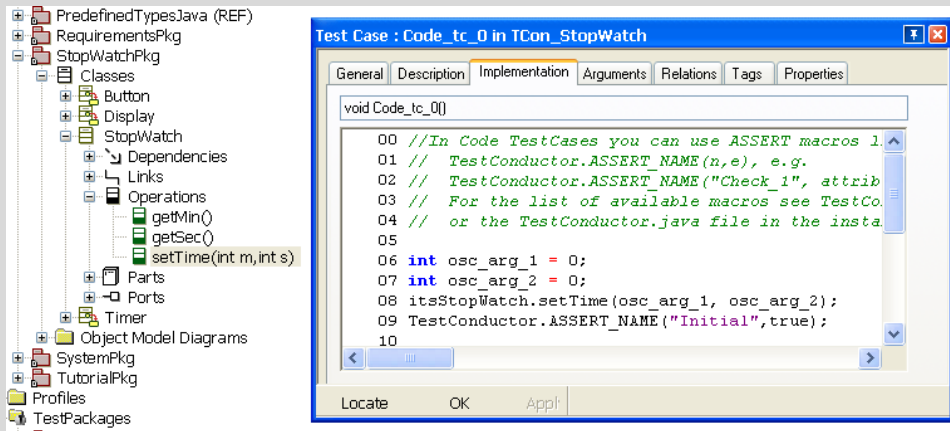 PredefinedTypesJava (REF)
RequirementsPkg
StopWatchPkg
Classes
Button
Display
StopWatch
Dependencies
Links
Operations
getMin()
getSec()
setTime(int m,int s)
Parts
Ports
Timer
Object Model Diagrams
SystemPkg
TutorialPkg
Profiles
TestPackages
Test Case : Code_tc_0 in TCon_StopWatch
General Description Implementation Arguments Relations Tags Properties
void Code_tc_0()
00 //In Code TestCases you can use ASSERT macros l
01 //  TestConductor.ASSERT_NAME(n,e), e.g.
02 //  TestConductor.ASSERT_NAME("Check_1", attrib
03 //  For the list of available macros see TestCo
04 //  or the TestConductor.java file in the insta
05
06 int osc_arg_1 = 0;
07 int osc_arg_2 = 0;
08 itsStopWatch.setTime(osc_arg_1, osc_arg_2);
09 TestConductor.ASSERT_NAME("Initial",true);
10
Locate OK Appl